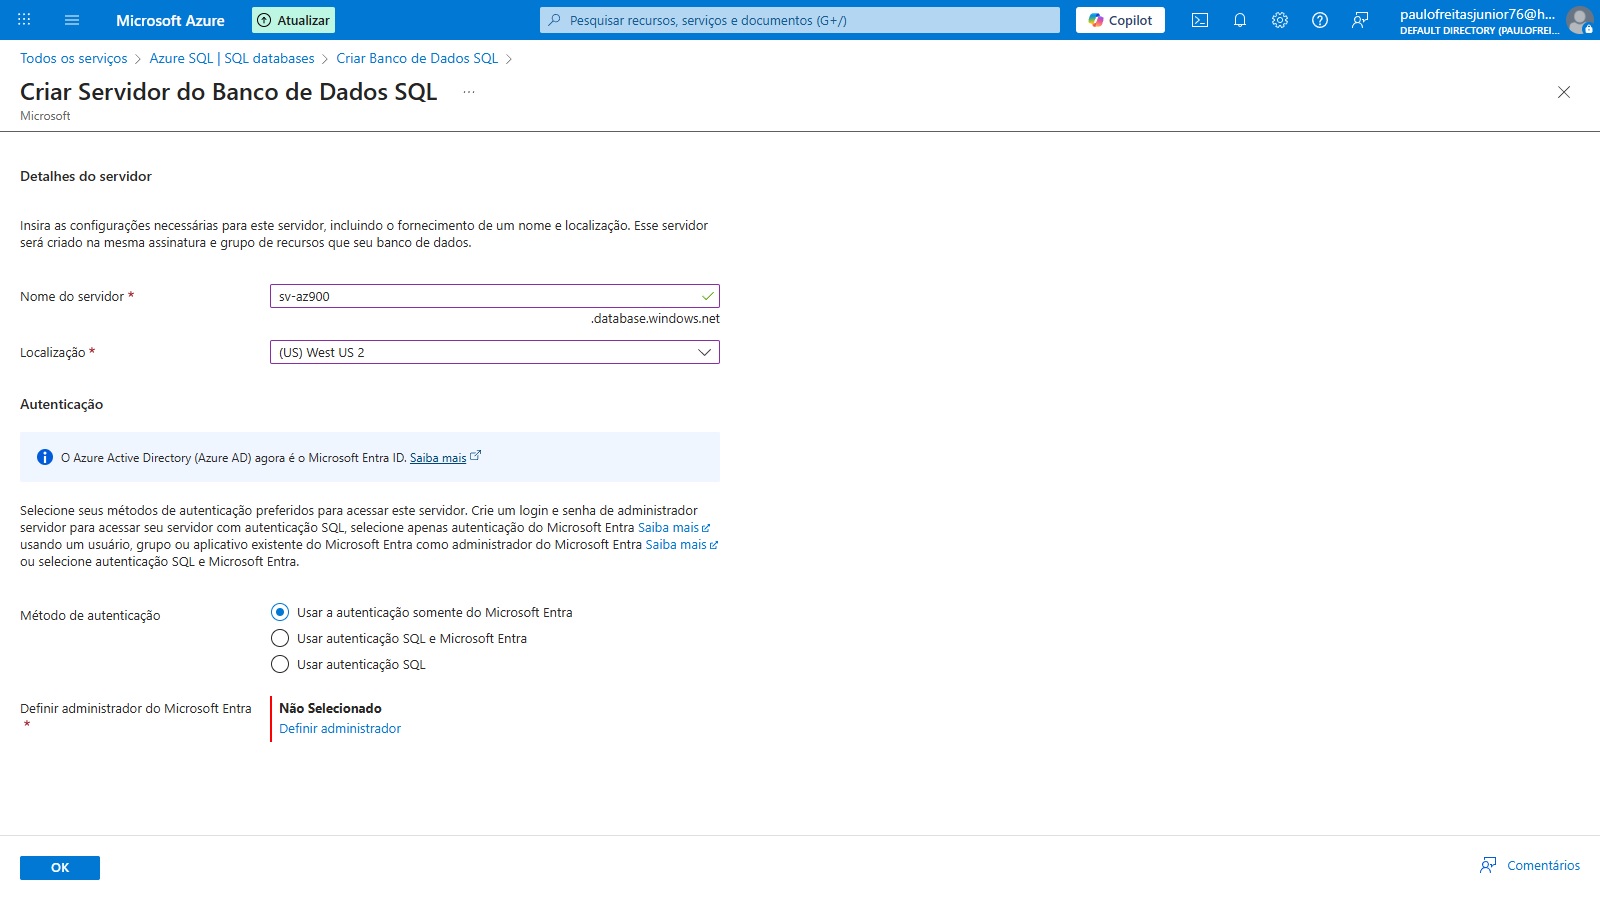 Microsoft Azure
Atualizar
Pesquisar recursos, serviços e documentos (G+/)
Copilot
paulofreitasjunior76@h...
DEFAULT DIRECTORY (PAULOFREI...
Todos os serviços > Azure SQL | SQL databases > Criar Banco de Dados SQL >
Criar Servidor do Banco de Dados SQL ...
Microsoft
Detalhes do servidor
Insira as configurações necessárias para este servidor, incluindo o fornecimento de um nome e localização. Esse servidor
será criado na mesma assinatura e grupo de recursos que seu banco de dados.
Nome do servidor *
sv-az900
.database.windows.net
Localização *
(US) West US 2
Autenticação
O Azure Active Directory (Azure AD) agora é o Microsoft Entra ID. Saiba mais
Selecione seus métodos de autenticação preferidos para acessar este servidor. Crie um login e senha de administrador
servidor para acessar seu servidor com autenticação SQL, selecione apenas autenticação do Microsoft Entra Saiba mais
usando um usuário, grupo ou aplicativo existente do Microsoft Entra como administrador do Microsoft Entra Saiba mais
ou selecione autenticação SQL e Microsoft Entra.
Método de autenticação
Usar a autenticação somente do Microsoft Entra
Usar autenticação SQL e Microsoft Entra
Usar autenticação SQL
Definir administrador do Microsoft Entra
*
Não Selecionado
Definir administrador
OK
Comentários